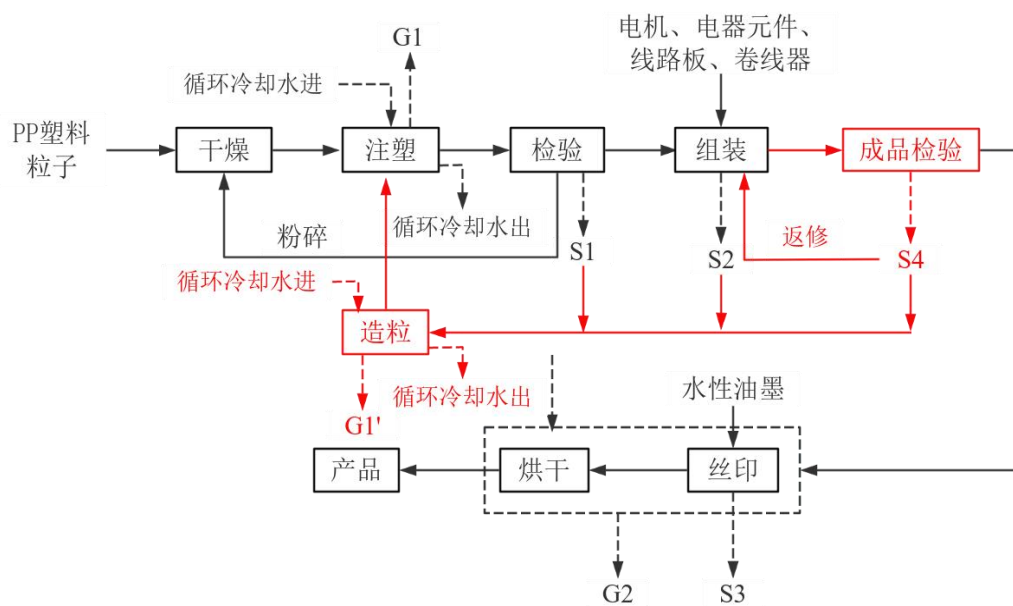 G1
电机、电器元件、
线路板、卷线器
循环冷却水进
PP塑料
粒子
干燥
注塑
检验
组装
成品检验
循环冷却水出
粉碎
S1
S2
返修
S4
循环冷却水进
造粒
循环冷却水出
G1'
水性油墨
产品
烘干
丝印
G2
S3